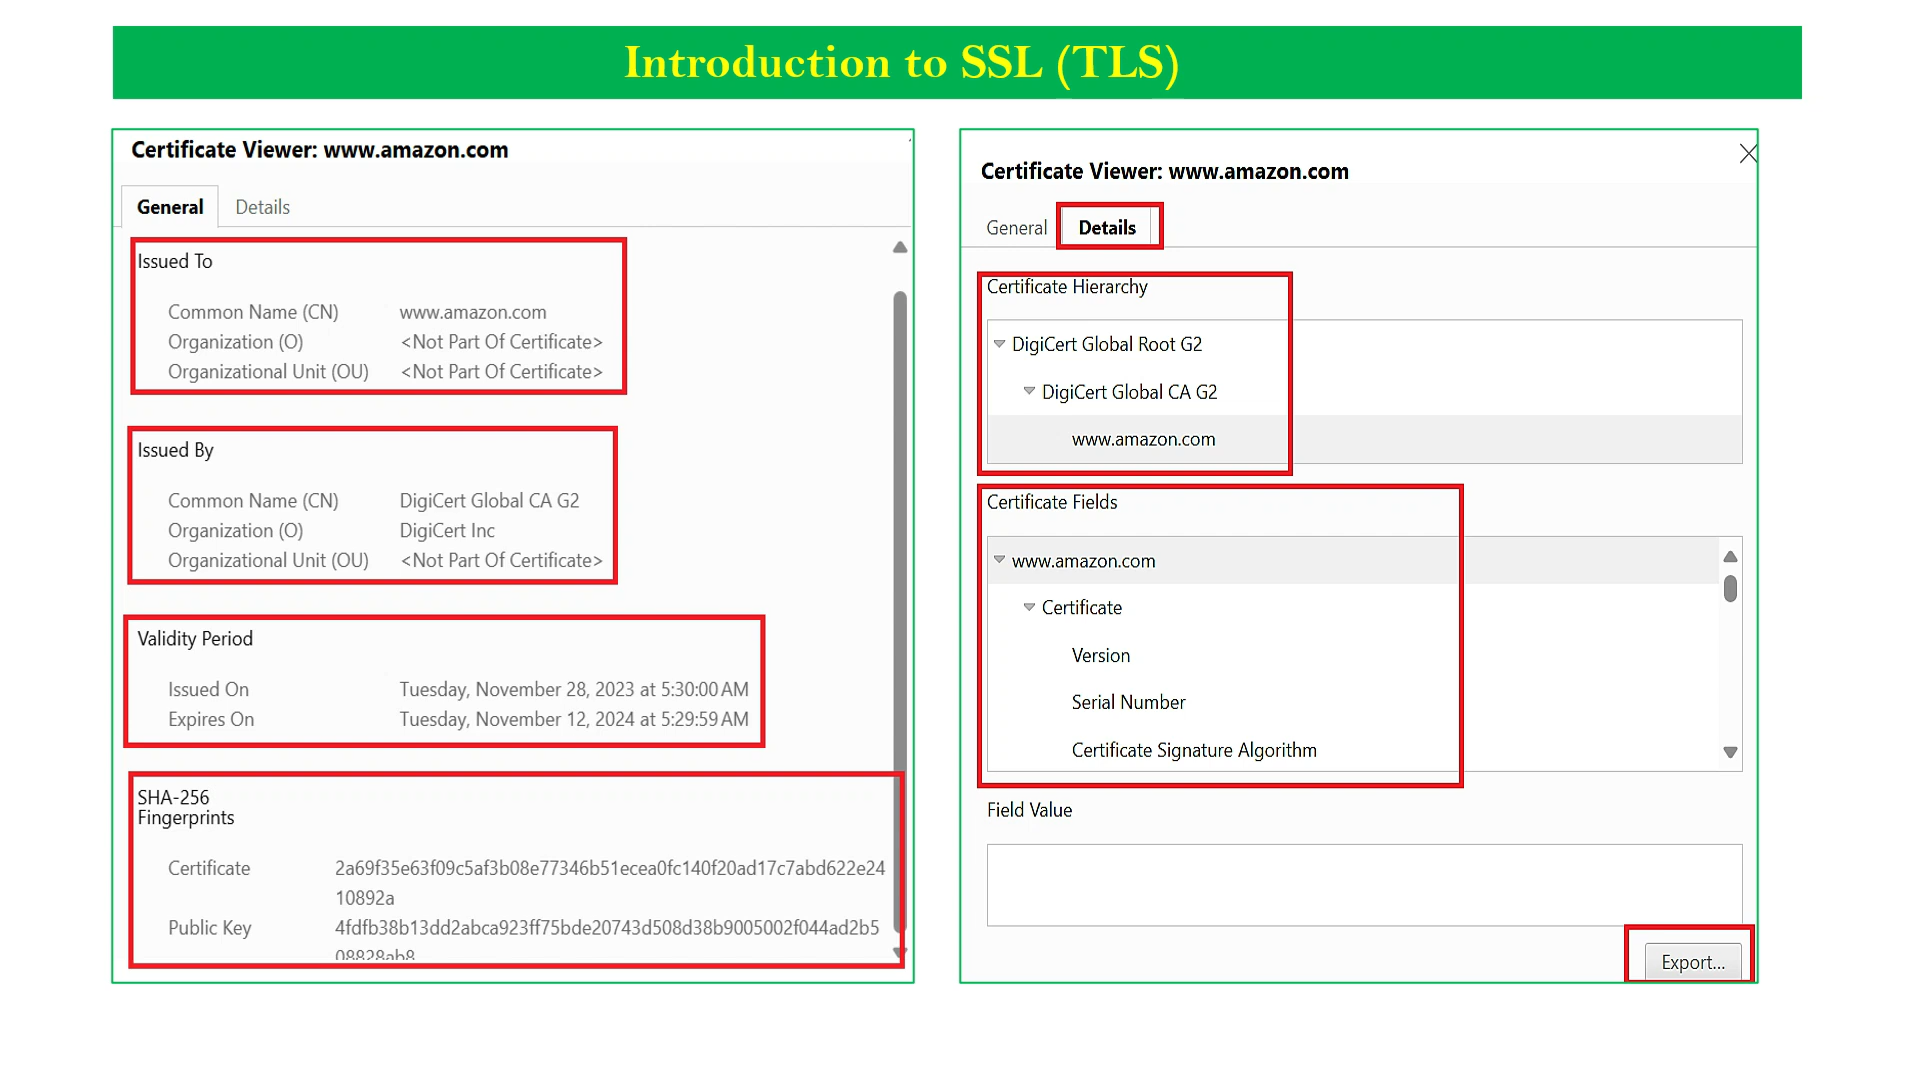 Introduction to SSL (TLS)
Certificate Viewer: www.amazon.com
General Details
Issued To
Common Name (CN) www.amazon.com
Organization (O) <Not Part Of Certificate>
Organizational Unit (OU) <Not Part Of Certificate>
Issued By
Common Name (CN) DigiCert Global CA G2
Organization (O) DigiCert Inc
Organizational Unit (OU) <Not Part Of Certificate>
Validity Period
Issued On Tuesday, November 28, 2023 at 5:30:00 AM
Expires On Tuesday, November 12, 2024 at 5:29:59 AM
SHA-256
Fingerprints
Certificate 2a69f35e63f09c5af3b08e77346b51ecea0fc140f20ad17c7abd622e24
10892a
Public Key 4fdfb38b13dd2abca923ff75bde20743d508d38b9005002f044ad2b5
08828ab8
Certificate Viewer: www.amazon.com
General Details
Certificate Hierarchy
DigiCert Global Root G2
DigiCert Global CA G2
www.amazon.com
Certificate Fields
www.amazon.com
Certificate
Version
Serial Number
Certificate Signature Algorithm
Field Value
Export...